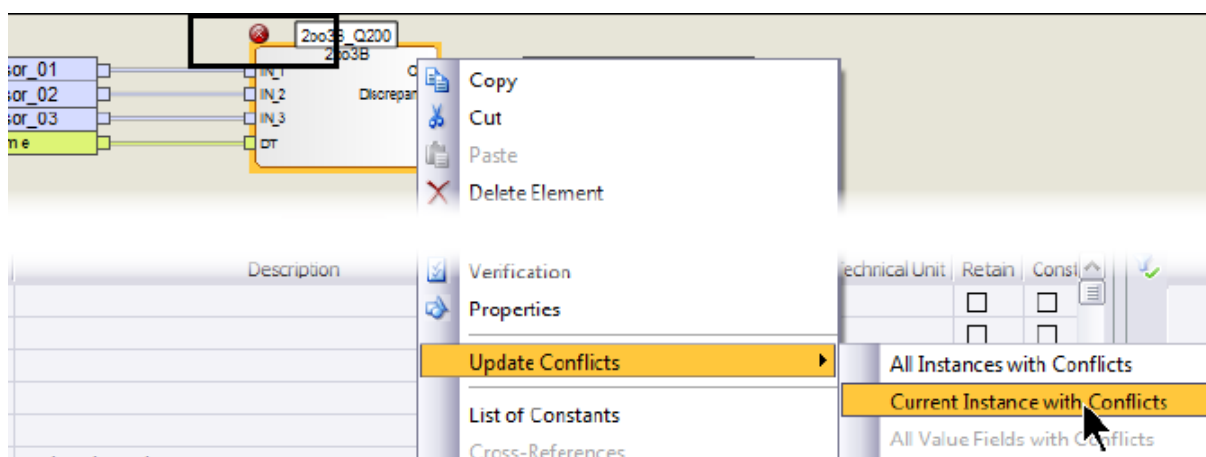 2oo3B_Q200
2oo3B
sor_01
IN_1
sor_02
IN_2
Discrepan
sor_03
IN_3
me
DT
Copy
Cut
Paste
Delete Element
Description
Verification
echnical Unit
Retain
Const
Properties
Update Conflicts
All Instances with Conflicts
Current Instance with Conflicts
List of Constants
All Value Fields with Conflicts
Cross-References